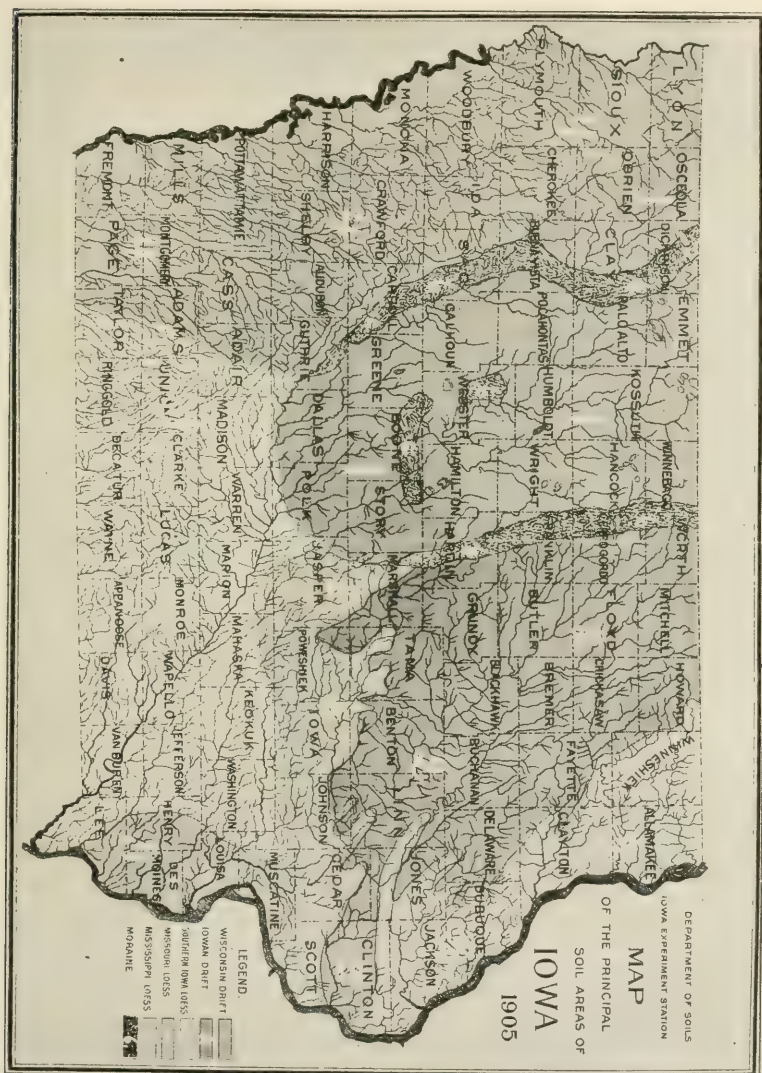 DEPARTMENT OF SOILS
IOWA EXPERIMENT STATION
MAP
OF THE PRINCIPAL
SOIL AREAS OF
IOWA
1905
LYON
OSCEOLA
DICKINSON
EMMET
WINNEBAGO
WORTH
MITCHELL
HOWARD
WINNESHIEK
ALLAMAKEE
SIOUX
OBRIEN
CLAY
PALO ALTO
KOSSUTH
HANCOCK
FLOYD
CHICKASAW
PLYMOUTH
CHEROKEE
BUENA VISTA
POCAHONTAS
HUMBOLDT
WRIGHT
FRANKLIN
BUTLER
BREMER
FAYETTE
CLAYTON
WOODBURY
IDA
SAC
CALHOUN
WEBSTER
HAMILTON
HARDIN
GRUNDY
BLACKHAWK
BUCHANAN
DELAWARE
DUBUQUE
MONONA
CRAWFORD
CARROLL
GREENE
BOONE
STORY
MARSHALL
TAMA
BENTON
LINN
JONES
JACKSON
HARRISON
SHELBY
AUDUBON
GUTHRIE
DALLAS
POLK
JASPER
POWESHIEK
IOWA
JOHNSON
CEDAR
CLINTON
SCOTT
POTTAWATTAMIE
CASS
ADAIR
MADISON
WARREN
MARION
MAHASKA
KEOKUK
WASHINGTON
LOUISA
MUSCATINE
MILLS
MONTGOMERY
ADAMS
UNION
CLARKE
LUCAS
MONROE
WAPELLO
JEFFERSON
HENRY
DES
MOINES
FREMONT
PAGE
TAYLOR
RINGGOLD
DECATUR
WAYNE
APPANOOSE
DAVIS
VAN BUREN
LEE
LEGEND
WISCONSIN DRIFT
IOWAN DRIFT
SOUTHERN IOWA LOESS
MISSOURI LOESS
MISSISSIPPI LOESS
MORAINE